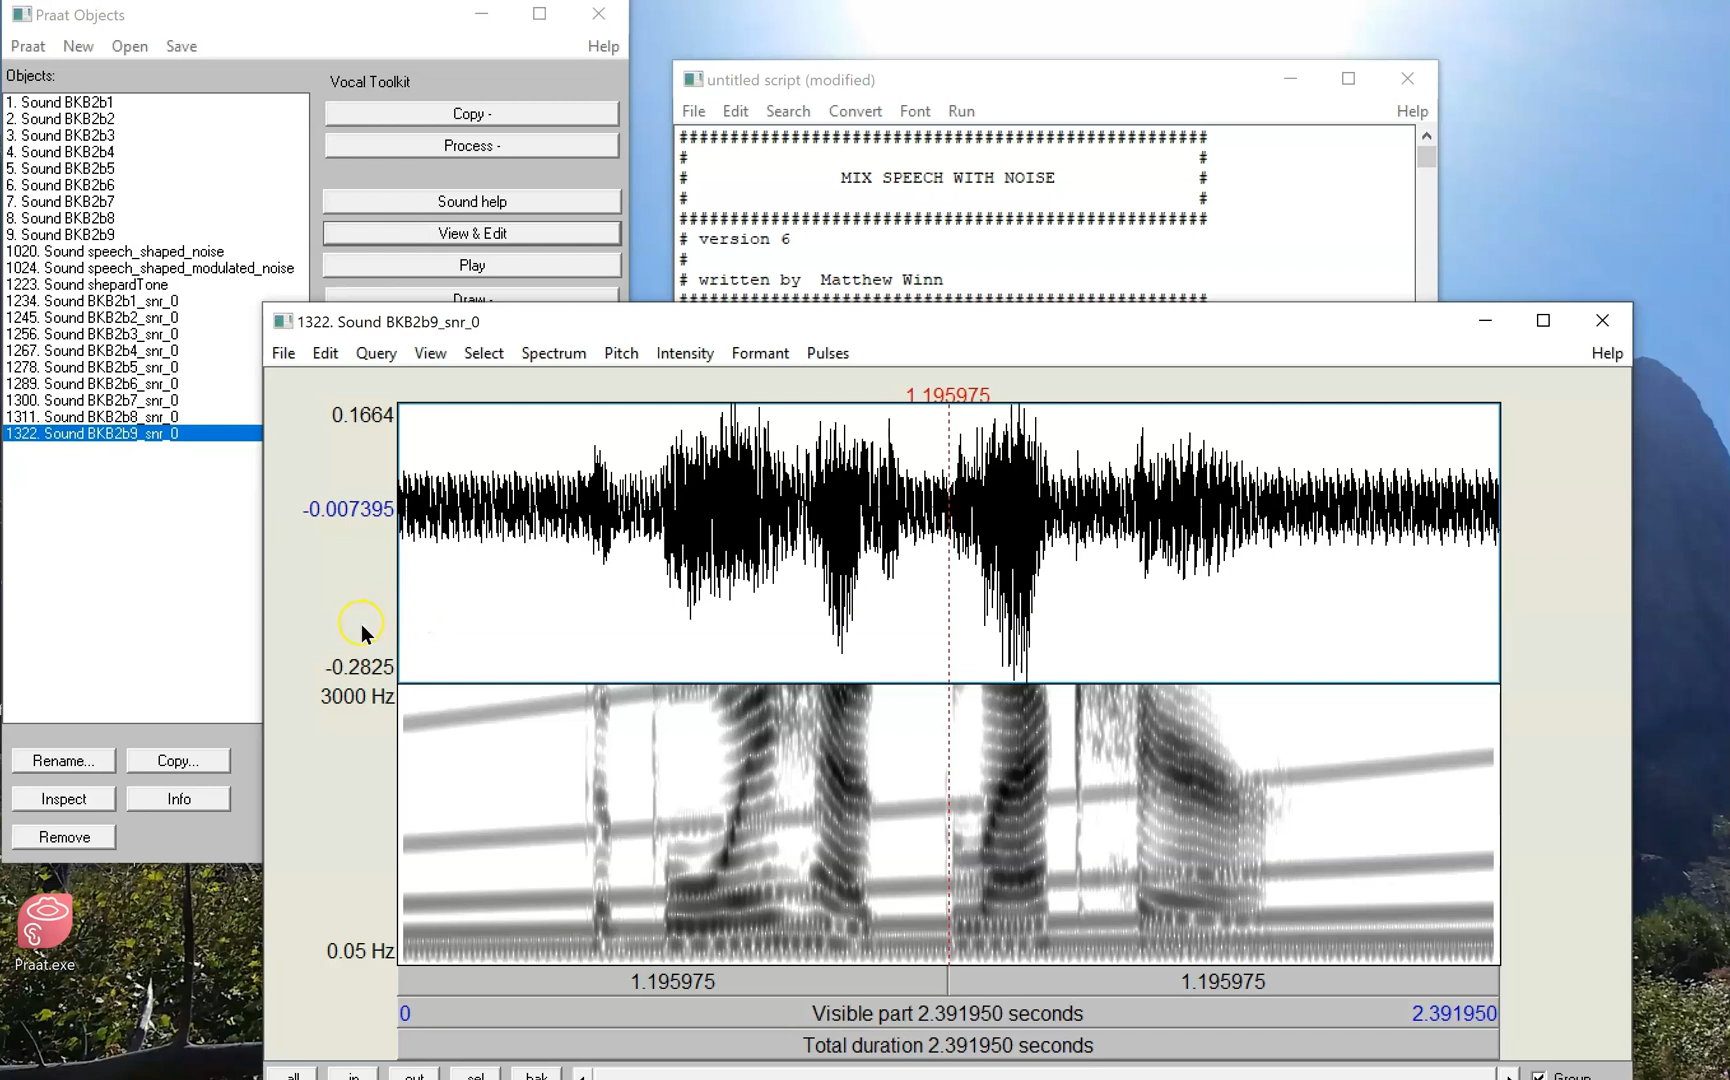 Praat Objects
Praat New Open Save Help
Objects:
1. Sound BKB2b1
2. Sound BKB2b2
3. Sound BKB2b3
4. Sound BKB2b4
5. Sound BKB2b5
6. Sound BKB2b6
7. Sound BKB2b7
8. Sound BKB2b8
9. Sound BKB2b9
1020. Sound speech_shaped_noise
1024. Sound speech_shaped_modulated_noise
1223. Sound shepardTone
1234. Sound BKB2b1_snr_0
1245. Sound BKB2b2_snr_0
1256. Sound BKB2b3_snr_0
1267. Sound BKB2b4_snr_0
1278. Sound BKB2b5_snr_0
1289. Sound BKB2b6_snr_0
1300. Sound BKB2b7_snr_0
1311. Sound BKB2b8_snr_0
1322. Sound BKB2b9_snr_0
Vocal Toolkit
Copy -
Process -
Sound help
View & Edit
Play
Draw -
Rename... Copy...
Inspect Info
Remove
Praat.exe
untitled script (modified)
File Edit Search Convert Font Run Help
####################################################
# #
# MIX SPEECH WITH NOISE #
# #
####################################################
# version 6
#
# written by Matthew Winn
####################################################
1322. Sound BKB2b9_snr_0
File Edit Query View Select Spectrum Pitch Intensity Formant Pulses Help
1.195975
0.1664
-0.007395
-0.2825
3000 Hz
0.05 Hz
1.195975 1.195975
0 Visible part 2.391950 seconds 2.391950
Total duration 2.391950 seconds
all in out sel bak Group